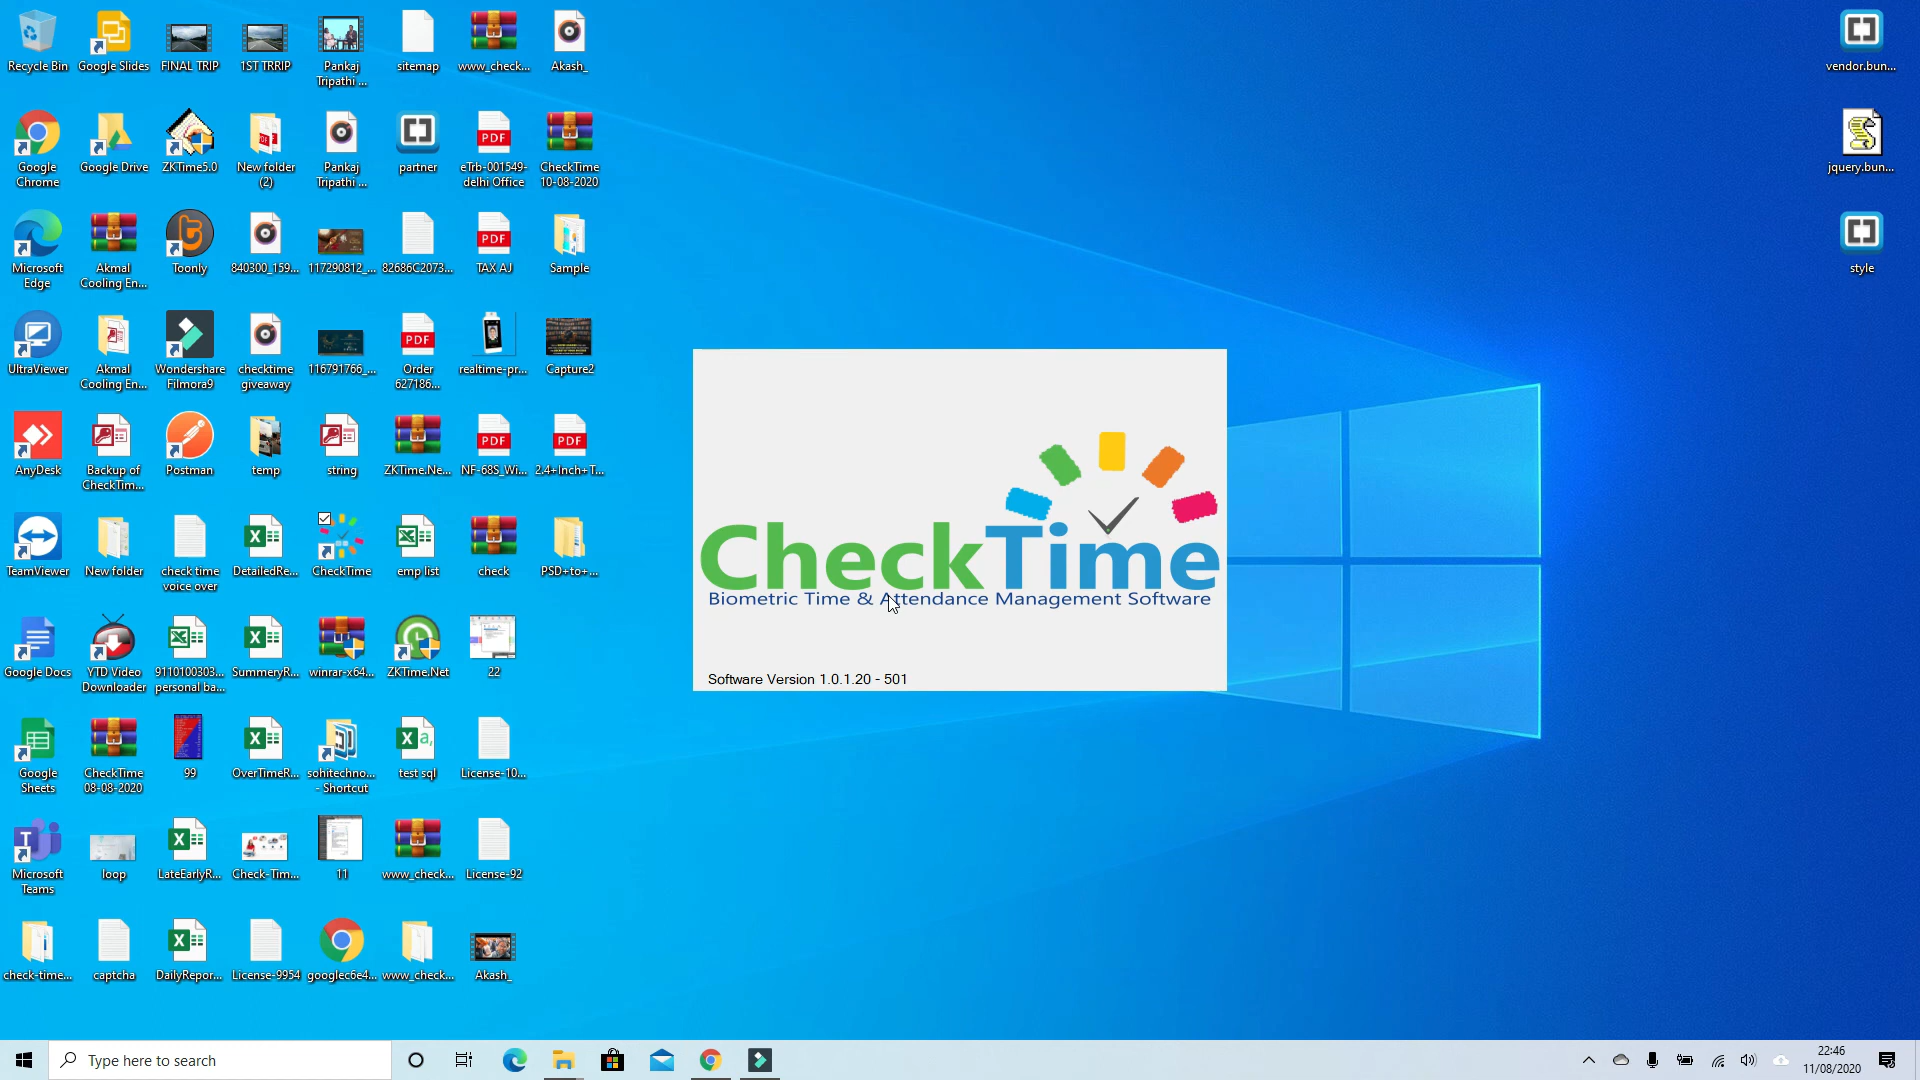 Recycle Bin
Google Slides
FINAL TRIP
1ST TRRIP
Pankaj
Tripathi ...
sitemap
www_check...
Akash_
vendor.bun...
Google
Chrome
Google Drive
ZKTime5.0
New folder
(2)
Pankaj
Tripathi ...
partner
PDF
eTrb-001549-
delhi Office
CheckTime
10-08-2020
jquery.bun...
Microsoft
Edge
Akmal
Cooling En...
Toonly
840300_159...
117290812_...
82686C2073...
PDF
TAX AJ
Sample
style
UltraViewer
Akmal
Cooling En...
Wondershare
Filmora9
checktime
giveaway
116791766_...
PDF
Order
627186...
realtime-pr...
Capture2
AnyDesk
Backup of
CheckTim...
Postman
temp
string
ZKTime.Ne...
PDF
NF-68S_Wi...
PDF
2.4+Inch+T...
TeamViewer
New folder
check time
voice over
DetailedRe...
CheckTime
emp list
check
PSD+to+...
CheckTime
Biometric Time & Attendance Management Software
Software Version 1.0.1.20 - 501
Google Docs
YTD Video
Downloader
9110100303...
personal ba...
SummeryR...
winrar-x64...
ZKTime.Net
22
Google
Sheets
CheckTime
08-08-2020
99
OverTimeR...
sohitechno...
- Shortcut
test sql
License-10...
Microsoft
Teams
loop
LateEarlyR...
Check-Tim...
11
www_check...
License-92
check-time...
captcha
DailyRepor...
License-9954
googlec6e4...
www_check...
Akash_
Type here to search
22:46
11/08/2020